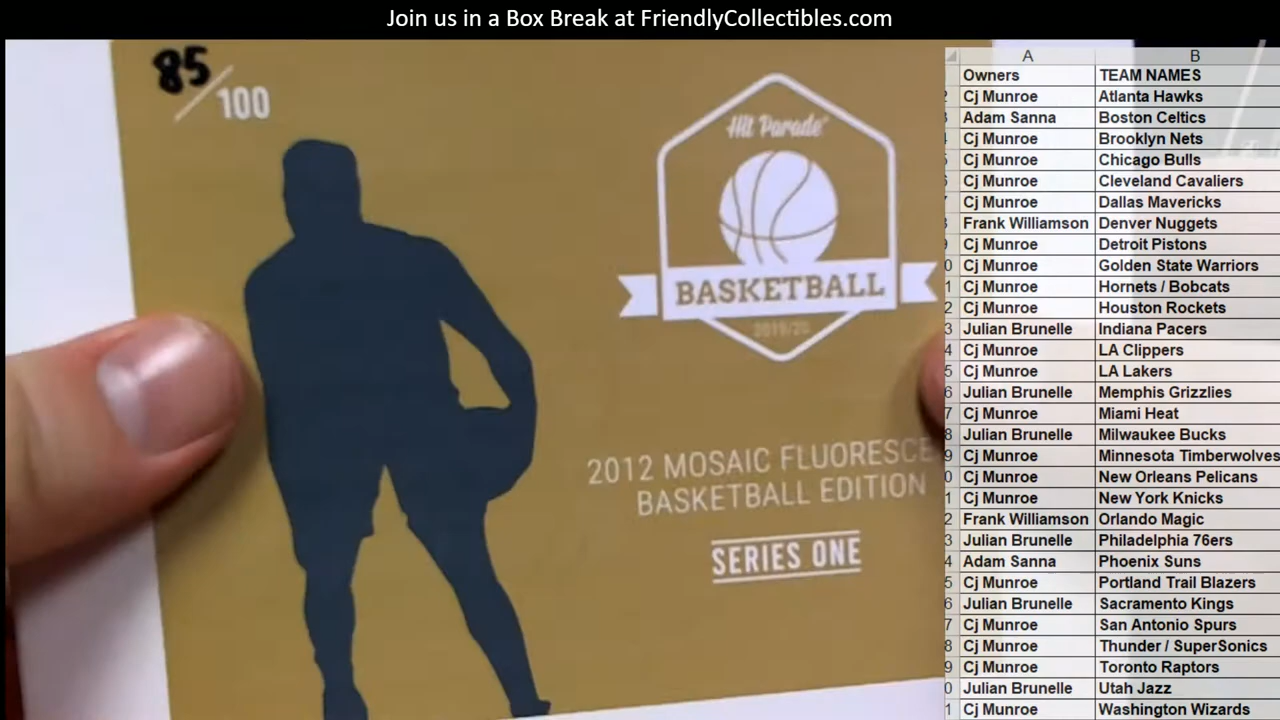 Join us in a Box Break at FriendlyCollectibles.com
85/100
Hit Parade
BASKETBALL
2019/20
2012 MOSAIC FLUORESCE
BASKETBALL EDITION
SERIES ONE
A B
Owners TEAM NAMES
Cj Munroe Atlanta Hawks
Adam Sanna Boston Celtics
Cj Munroe Brooklyn Nets
Cj Munroe Chicago Bulls
Cj Munroe Cleveland Cavaliers
Cj Munroe Dallas Mavericks
Frank Williamson Denver Nuggets
Cj Munroe Detroit Pistons
Cj Munroe Golden State Warriors
Cj Munroe Hornets / Bobcats
Cj Munroe Houston Rockets
Julian Brunelle Indiana Pacers
Cj Munroe LA Clippers
Cj Munroe LA Lakers
Julian Brunelle Memphis Grizzlies
Cj Munroe Miami Heat
Julian Brunelle Milwaukee Bucks
Cj Munroe Minnesota Timberwolves
Cj Munroe New Orleans Pelicans
Cj Munroe New York Knicks
Frank Williamson Orlando Magic
Julian Brunelle Philadelphia 76ers
Adam Sanna Phoenix Suns
Cj Munroe Portland Trail Blazers
Julian Brunelle Sacramento Kings
Cj Munroe San Antonio Spurs
Cj Munroe Thunder / SuperSonics
Cj Munroe Toronto Raptors
Julian Brunelle Utah Jazz
Cj Munroe Washington Wizards